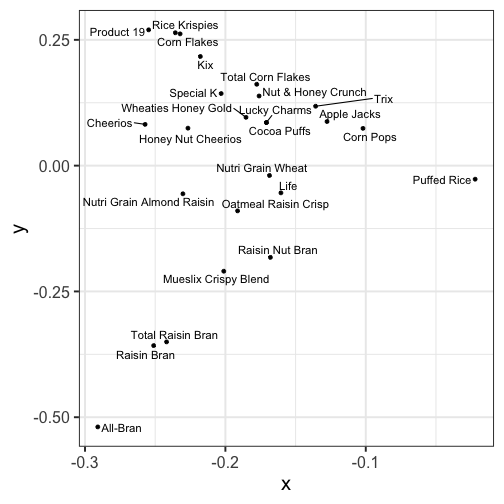 0.25
0.00
-0.25
-0.50
y
Product 19
Rice Krispies
Corn Flakes
Kix
Total Corn Flakes
Special K
Nut & Honey Crunch
Trix
Wheaties Honey Gold
Lucky Charms
Apple Jacks
Cheerios
Cocoa Puffs
Honey Nut Cheerios
Corn Pops
Nutri Grain Wheat
Puffed Rice
Life
Nutri Grain Almond Raisin
Oatmeal Raisin Crisp
Raisin Nut Bran
Mueslix Crispy Blend
Total Raisin Bran
Raisin Bran
All-Bran
-0.3
-0.2
-0.1
x